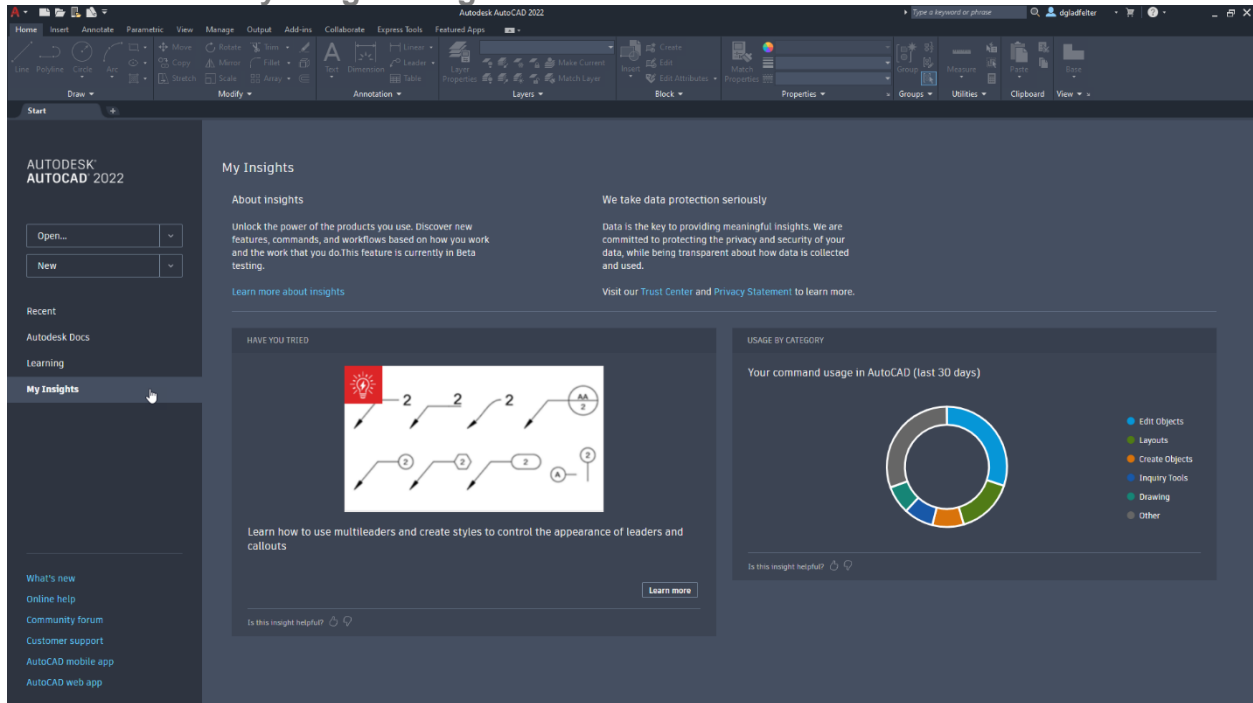 Autodesk AutoCAD 2022
Type a keyword or phrase
dgladfelter
Home Insert Annotate Parametric View Manage Output Add-ins Collaborate Express Tools Featured Apps
Line Polyline Circle Arc
Move
Copy
Stretch
Rotate
Mirror
Scale
Trim
Fillet
Array
Text Dimension
Linear
Leader
Table
Layer
Properties
Make Current
Match Layer
Insert
Create
Edit
Edit Attributes
Match
Properties
Group
Measure
Paste
Base
Draw Modify Annotation Layers Block Properties Groups Utilities Clipboard View
Start
AUTODESK
AUTOCAD 2022
Open...
New
Recent
Autodesk Docs
Learning
My Insights
What's new
Online help
Community forum
Customer support
AutoCAD mobile app
AutoCAD web app
My Insights
About insights
Unlock the power of the products you use. Discover new
features, commands, and workflows based on how you work
and the work that you do.This feature is currently in Beta
testing.
Learn more about insights
We take data protection seriously
Data is the key to providing meaningful insights. We are
committed to protecting the privacy and security of your
data, while being transparent about how data is collected
and used.
Visit our Trust Center and Privacy Statement to learn more.
HAVE YOU TRIED
2 2 2 AA
2
2 2 2 A 2
Learn how to use multileaders and create styles to control the appearance of leaders and
callouts
Learn more
Is this insight helpful?
USAGE BY CATEGORY
Your command usage in AutoCAD (last 30 days)
Edit Objects
Layouts
Create Objects
Inquiry Tools
Drawing
Other
Is this insight helpful?